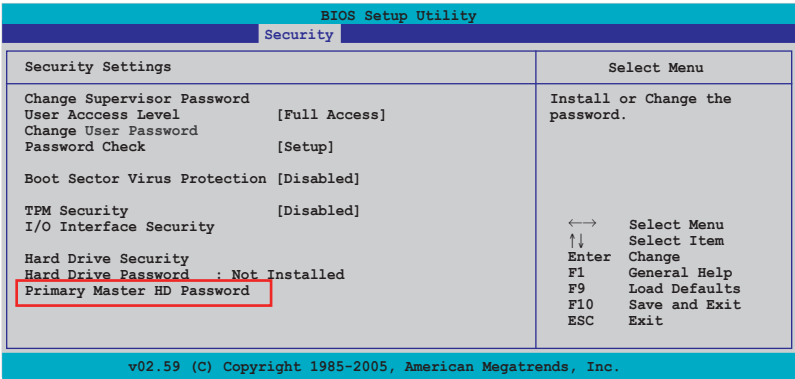 BIOS Setup Utility
Security
Security Settings
Change Supervisor Password
User Acccess Level [Full Access]
Change User Password
Password Check [Setup]
Boot Sector Virus Protection [Disabled]
TPM Security [Disabled]
I/O Interface Security
Hard Drive Security
Hard Drive Password : Not Installed
Primary Master HD Password
Select Menu
Install or Change the
password.
←→ Select Menu
↑↓ Select Item
Enter Change
F1 General Help
F9 Load Defaults
F10 Save and Exit
ESC Exit
v02.59 (C) Copyright 1985-2005, American Megatrends, Inc.